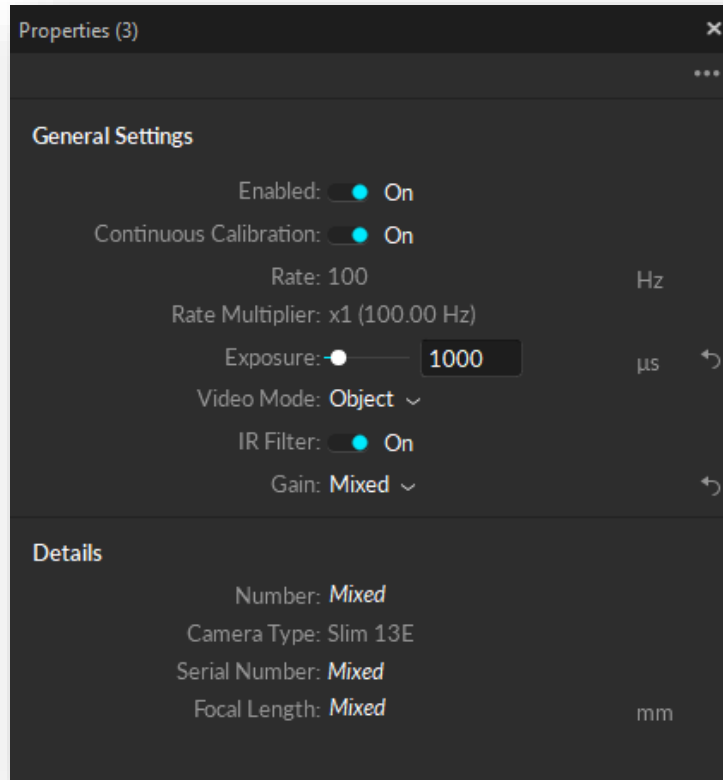 Properties (3)
General Settings
Enabled: On
Continuous Calibration: On
Rate: 100 Hz
Rate Multiplier: x1 (100.00 Hz)
Exposure: 1000 µs
Video Mode: Object
IR Filter: On
Gain: Mixed
Details
Number: Mixed
Camera Type: Slim 13E
Serial Number: Mixed
Focal Length: Mixed mm